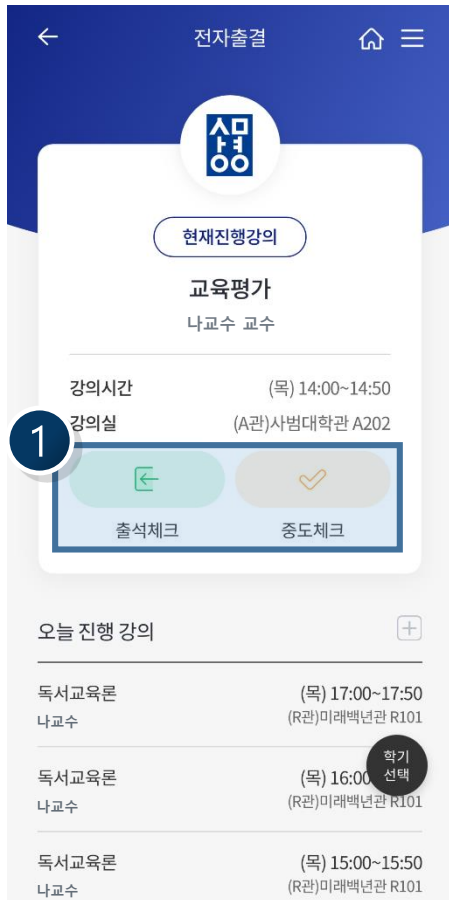 전자출결
상명
현재진행강의
교육평가
나교수 교수
강의시간 (목) 14:00~14:50
강의실 (A관)사범대학관 A202
1
출석체크 중도체크
오늘 진행 강의
독서교육론 (목) 17:00~17:50
나교수 (R관)미래백년관 R101
학기
선택
독서교육론 (목) 16:00
나교수 (R관)미래백년관 R101
독서교육론 (목) 15:00~15:50
나교수 (R관)미래백년관 R101